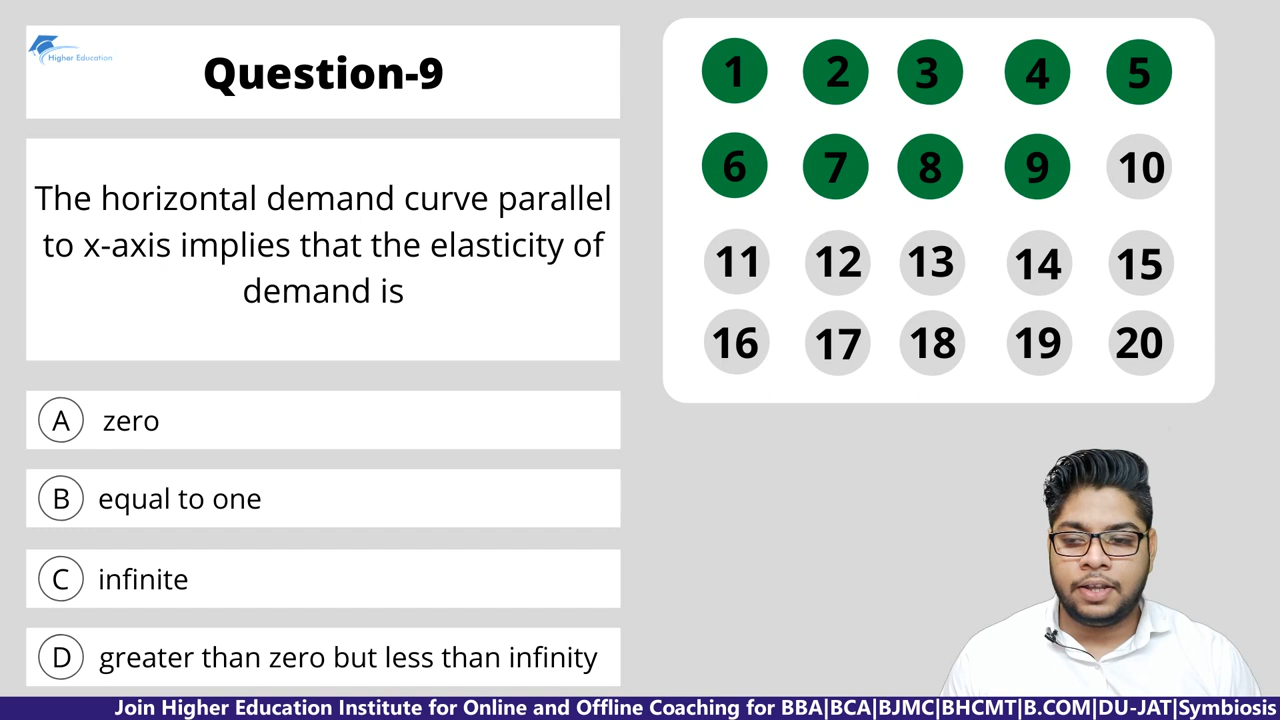 Higher Education
Question-9
The horizontal demand curve parallel
to x-axis implies that the elasticity of
demand is
A zero
B equal to one
C infinite
D greater than zero but less than infinity
1 2 3 4 5
6 7 8 9 10
11 12 13 14 15
16 17 18 19 20
Join Higher Education Institute for Online and Offline Coaching for BBA|BCA|BJMC|BHCMT|B.COM|DU-JAT|Symbiosis